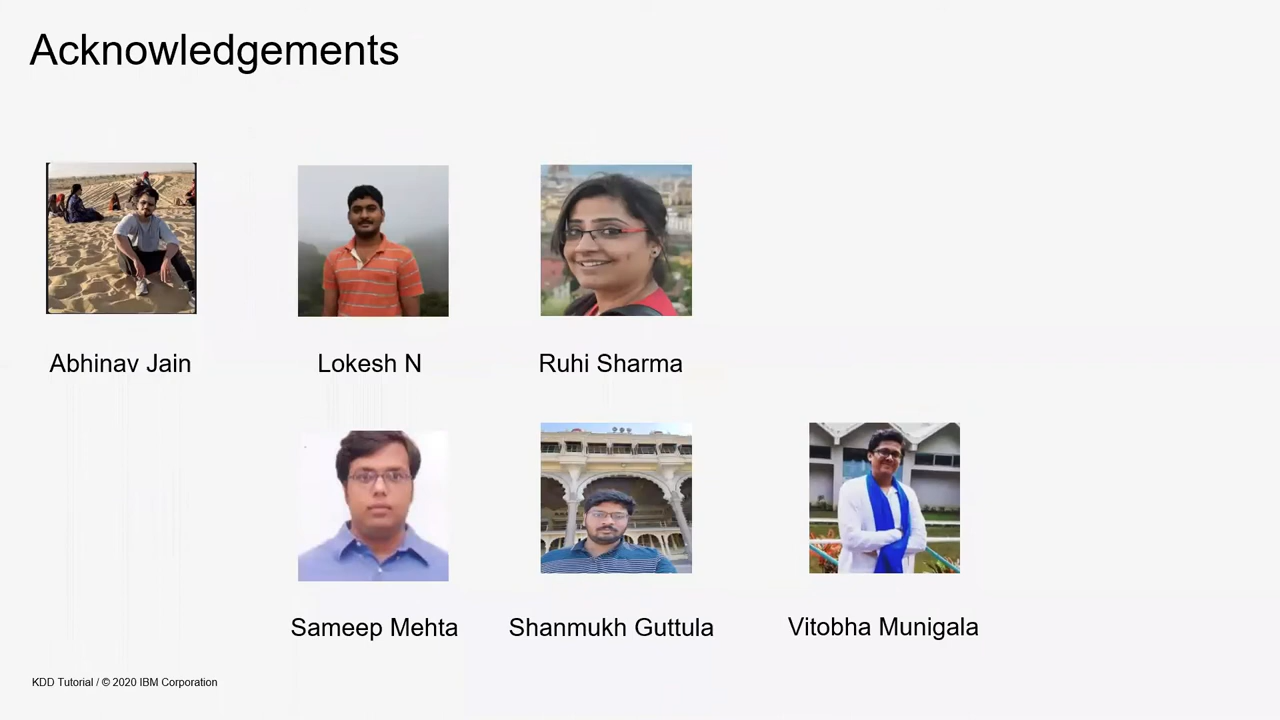 Acknowledgements
Abhinav Jain
Lokesh N
Ruhi Sharma
Sameep Mehta
Shanmukh Guttula
Vitobha Munigala
KDD Tutorial / © 2020 IBM Corporation